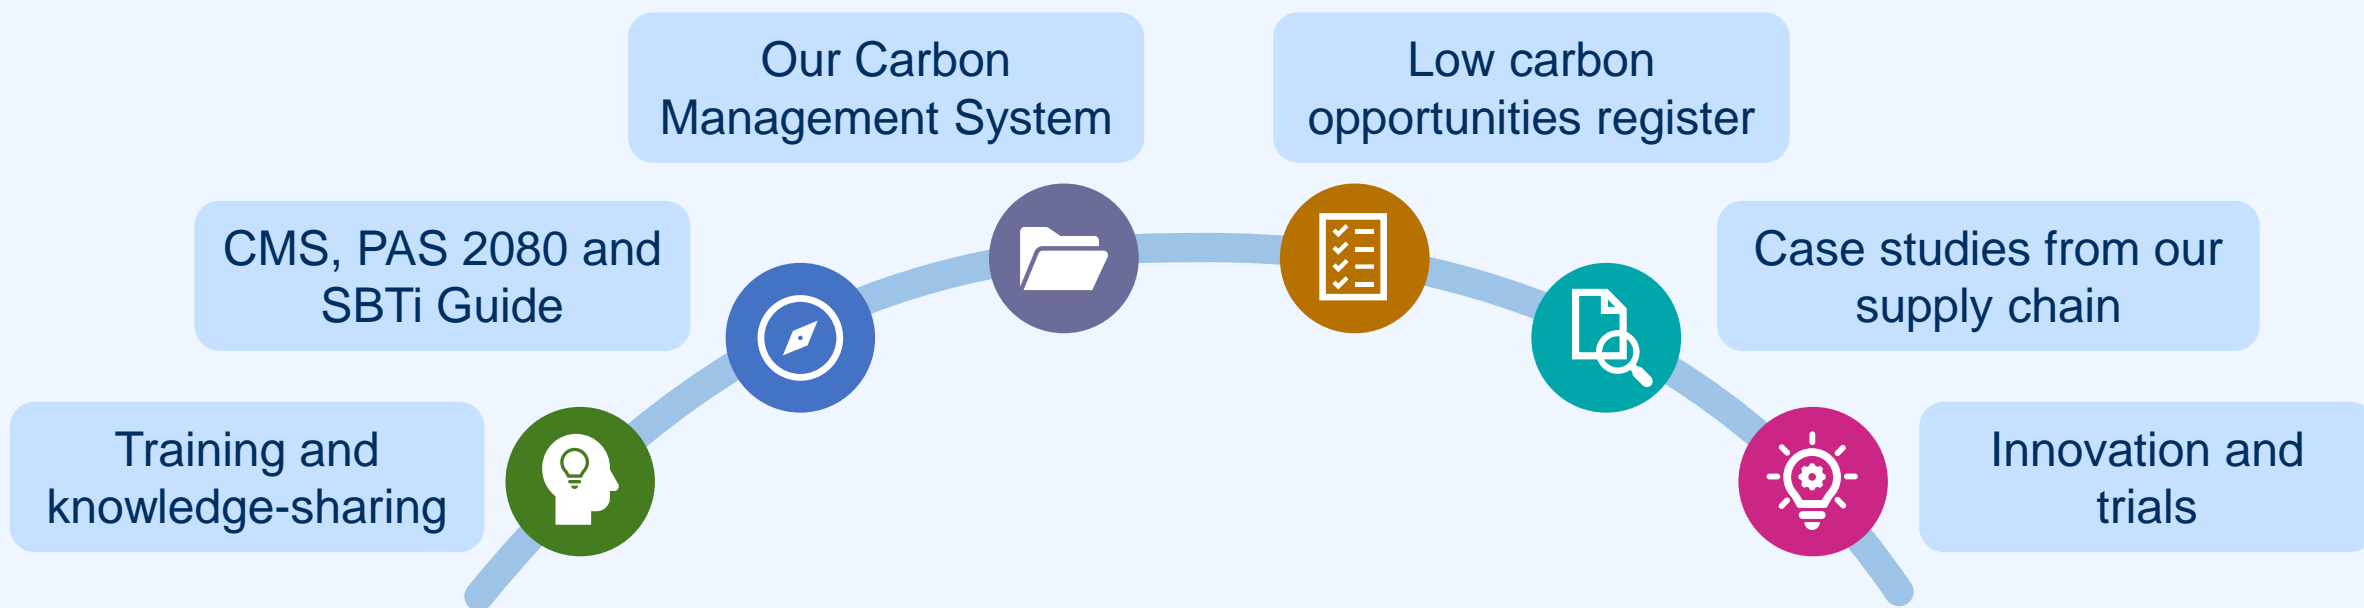 Our Carbon
Management System
Low carbon
opportunities register
CMS, PAS 2080 and
SBTi Guide
Case studies from our
supply chain
Training and
knowledge-sharing
Innovation and
trials